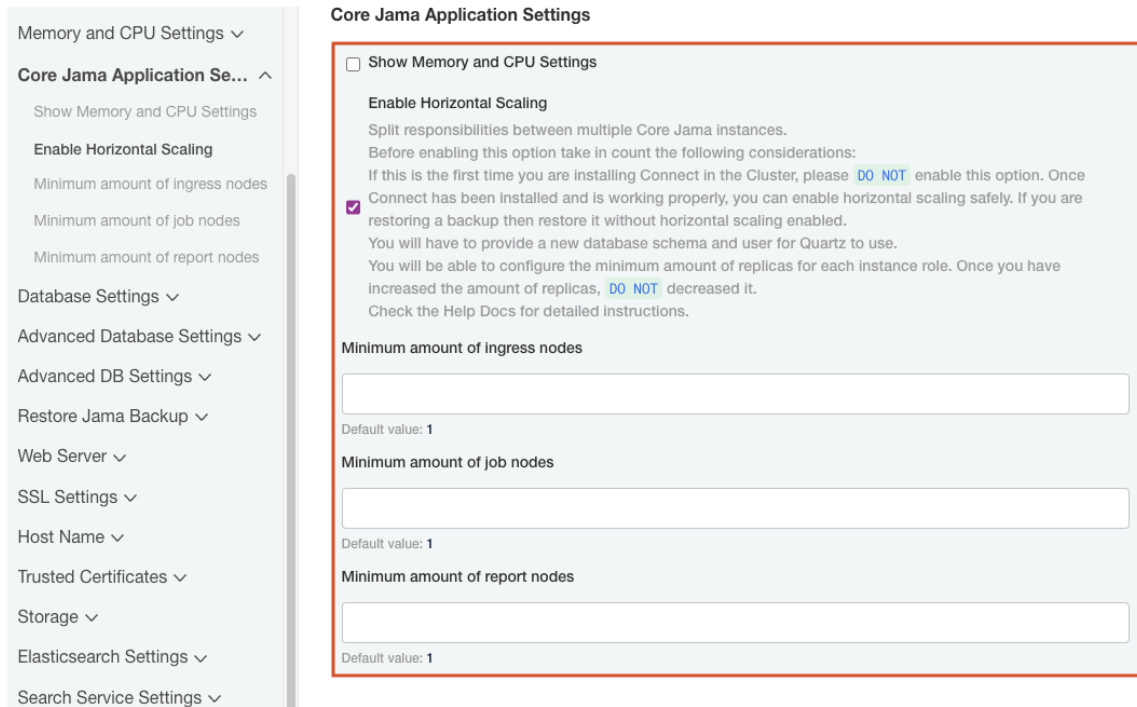 Memory and CPU Settings
Core Jama Application Se...
Show Memory and CPU Settings
Enable Horizontal Scaling
Minimum amount of ingress nodes
Minimum amount of job nodes
Minimum amount of report nodes
Database Settings
Advanced Database Settings
Advanced DB Settings
Restore Jama Backup
Web Server
SSL Settings
Host Name
Trusted Certificates
Storage
Elasticsearch Settings
Search Service Settings
Core Jama Application Settings
Show Memory and CPU Settings
Enable Horizontal Scaling
Split responsibilities between multiple Core Jama instances.
Before enabling this option take in count the following considerations:
If this is the first time you are installing Connect in the Cluster, please DO NOT enable this option. Once
Connect has been installed and is working properly, you can enable horizontal scaling safely. If you are
restoring a backup then restore it without horizontal scaling enabled.
You will have to provide a new database schema and user for Quartz to use.
You will be able to configure the minimum amount of replicas for each instance role. Once you have
increased the amount of replicas, DO NOT decreased it.
Check the Help Docs for detailed instructions.
Minimum amount of ingress nodes
Default value: 1
Minimum amount of job nodes
Default value: 1
Minimum amount of report nodes
Default value: 1